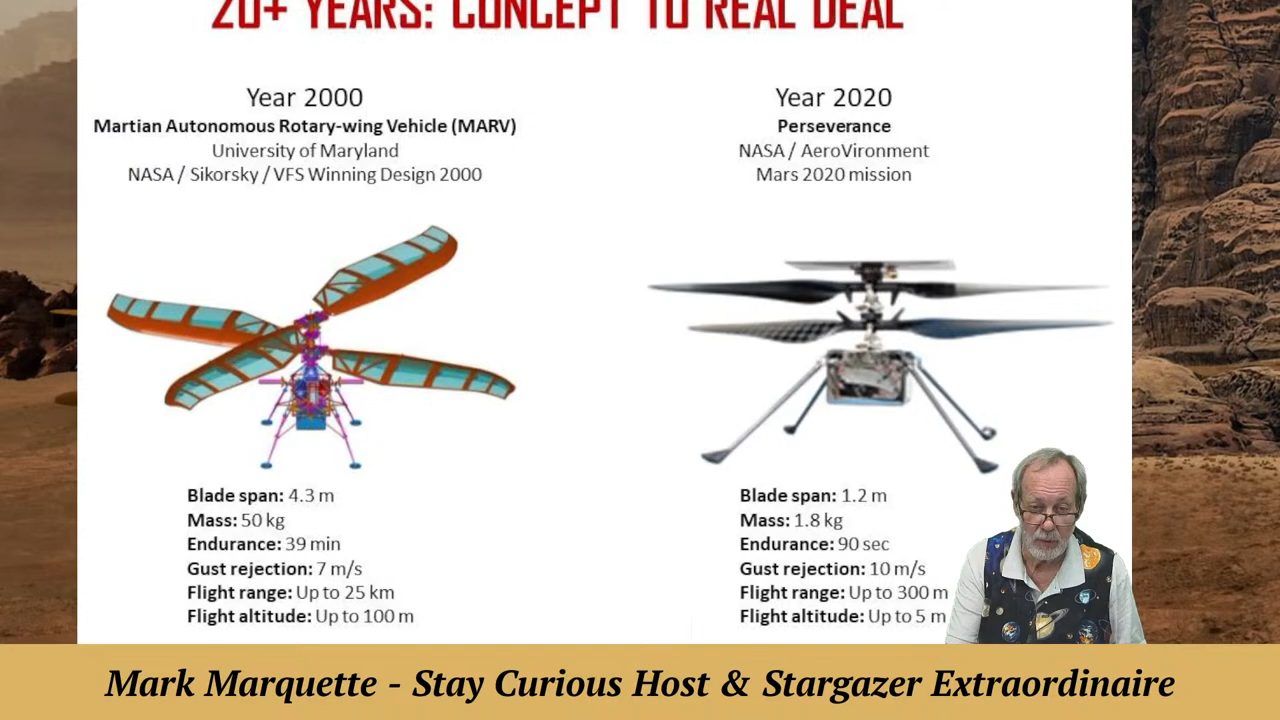 20+ YEARS: CONCEPT TO REAL DEAL
Year 2000
Martian Autonomous Rotary-wing Vehicle (MARV)
University of Maryland
NASA / Sikorsky / VFS Winning Design 2000
Blade span: 4.3 m
Mass: 50 kg
Endurance: 39 min
Gust rejection: 7 m/s
Flight range: Up to 25 km
Flight altitude: Up to 100 m
Year 2020
Perseverance
NASA / AeroVironment
Mars 2020 mission
Blade span: 1.2 m
Mass: 1.8 kg
Endurance: 90 sec
Gust rejection: 10 m/s
Flight range: Up to 300 m
Flight altitude: Up to 5 m
Mark Marquette - Stay Curious Host & Stargazer Extraordinaire